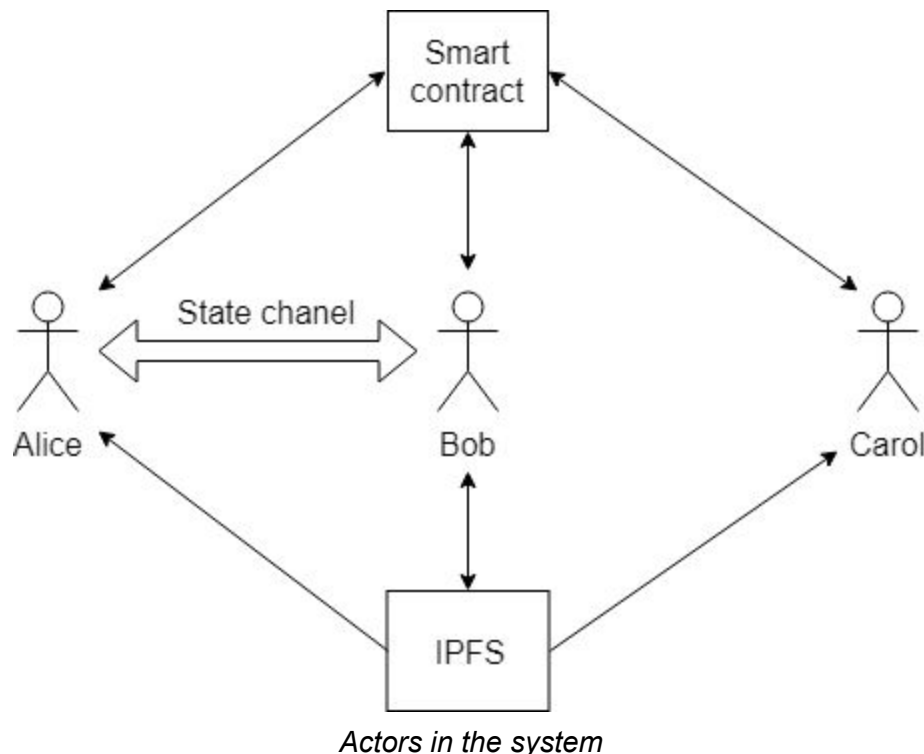 Smart
contract
State chanel
Alice
Bob
Carol
IPFS
Actors in the system